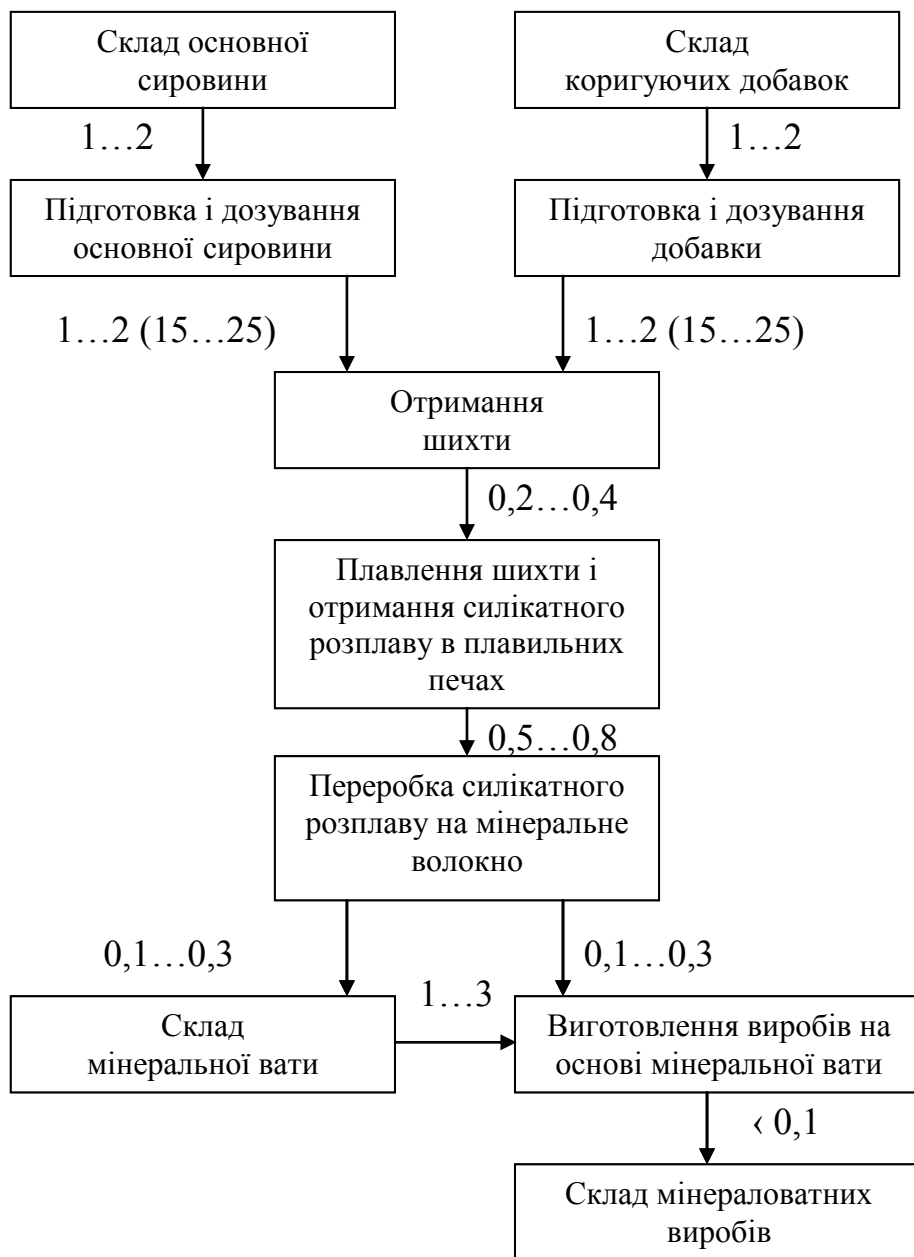 Склад основної
сировини
Склад
коригуючих добавок
1…2
1…2
Підготовка і дозування
основної сировини
Підготовка і дозування
добавки
1…2 (15…25)
1…2 (15…25)
Отримання
шихти
0,2…0,4
Плавлення шихти і
отримання силікатного
розплаву в плавильних
печах
0,5…0,8
Переробка силікатного
розплаву на мінеральне
волокно
0,1…0,3
0,1…0,3
1…3
Склад
мінеральної вати
Виготовлення виробів на
основі мінеральної вати
‹ 0,1
Склад мінераловатних
виробів